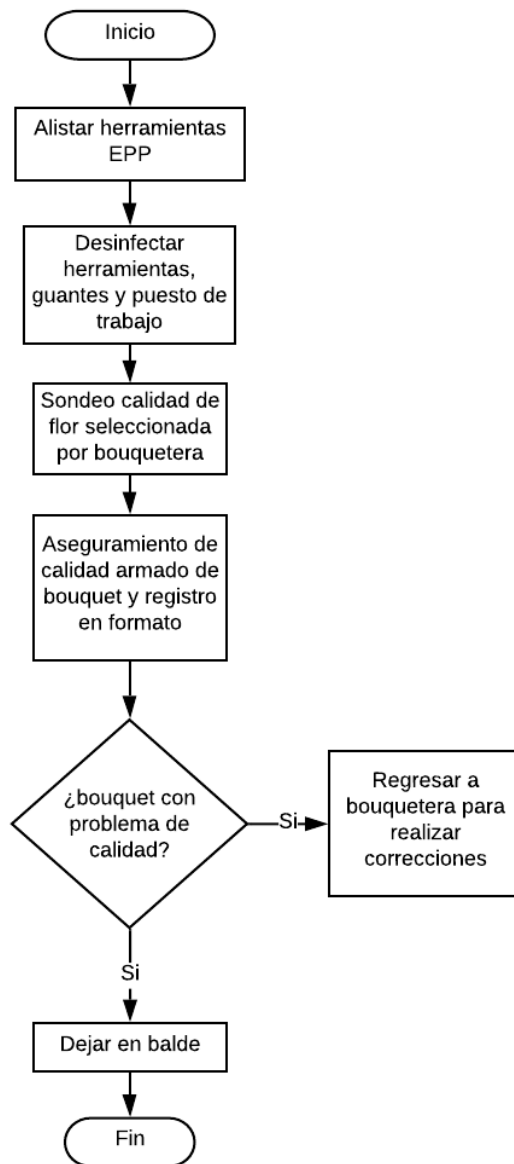 Inicio
Alistar herramientas
EPP
Desinfectar
herramientas,
guantes y puesto de
trabajo
Sondeo calidad de
flor seleccionada
por bouquetera
Aseguramiento de
calidad armado de
bouquet y registro
en formato
¿bouquet con
problema de
calidad?
Si
Regresar a
bouquetera para
realizar
correcciones
Si
Dejar en balde
Fin